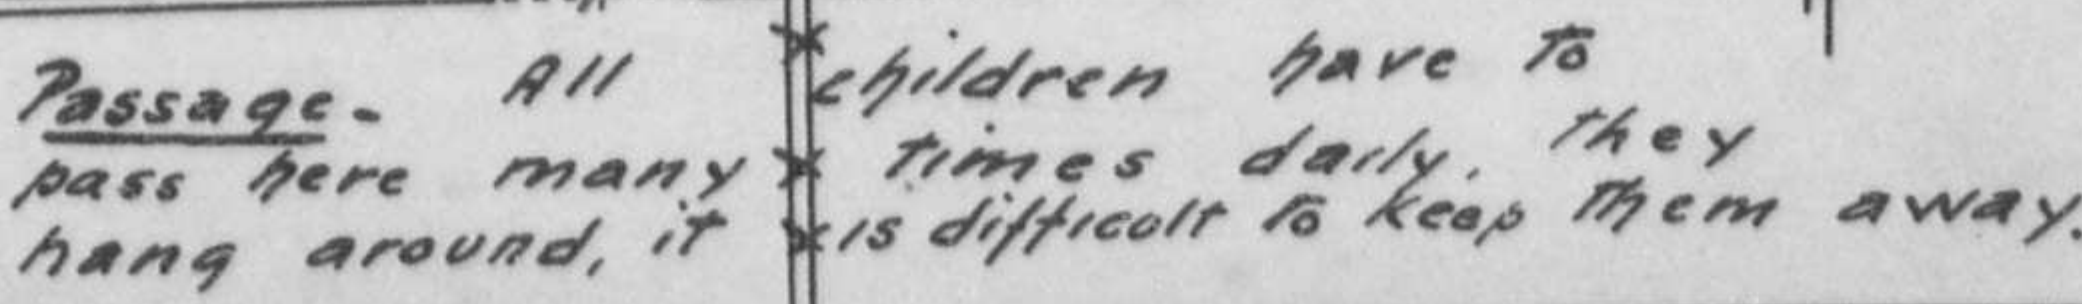 Passage- All children have to
pass here many times daily. They
hang around, it is difficult to keep them away.